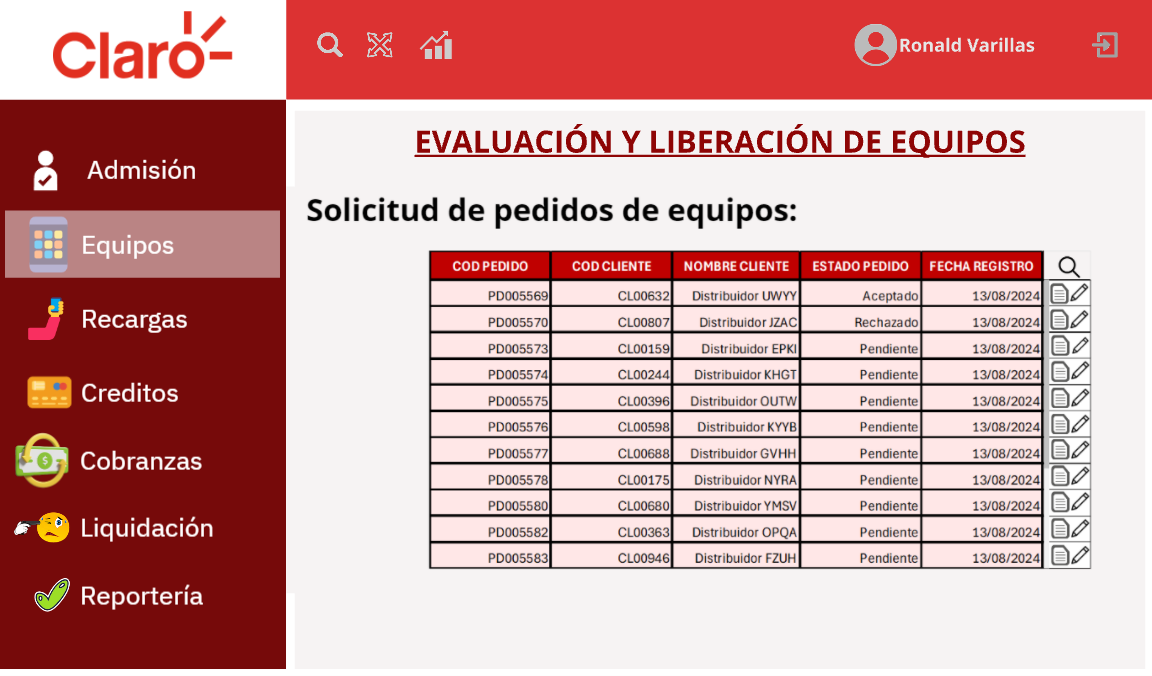 Claro
Ronald Varillas
Admisión
Equipos
Recargas
Creditos
Cobranzas
Liquidación
Reportería
EVALUACIÓN Y LIBERACIÓN DE EQUIPOS
Solicitud de pedidos de equipos:
COD PEDIDO COD CLIENTE NOMBRE CLIENTE ESTADO PEDIDO FECHA REGISTRO
PD005569 CL00632 Distribuidor UWYY Aceptado 13/08/2024
PD005570 CL00807 Distribuidor JZAC Rechazado 13/08/2024
PD005573 CL00159 Distribuidor EPKI Pendiente 13/08/2024
PD005574 CL00244 Distribuidor KHGT Pendiente 13/08/2024
PD005575 CL00396 Distribuidor OUTW Pendiente 13/08/2024
PD005576 CL00598 Distribuidor KYYB Pendiente 13/08/2024
PD005577 CL00688 Distribuidor GVHH Pendiente 13/08/2024
PD005578 CL00175 Distribuidor NYRA Pendiente 13/08/2024
PD005580 CL00680 Distribuidor YMSV Pendiente 13/08/2024
PD005582 CL00363 Distribuidor OPQA Pendiente 13/08/2024
PD005583 CL00946 Distribuidor FZUH Pendiente 13/08/2024